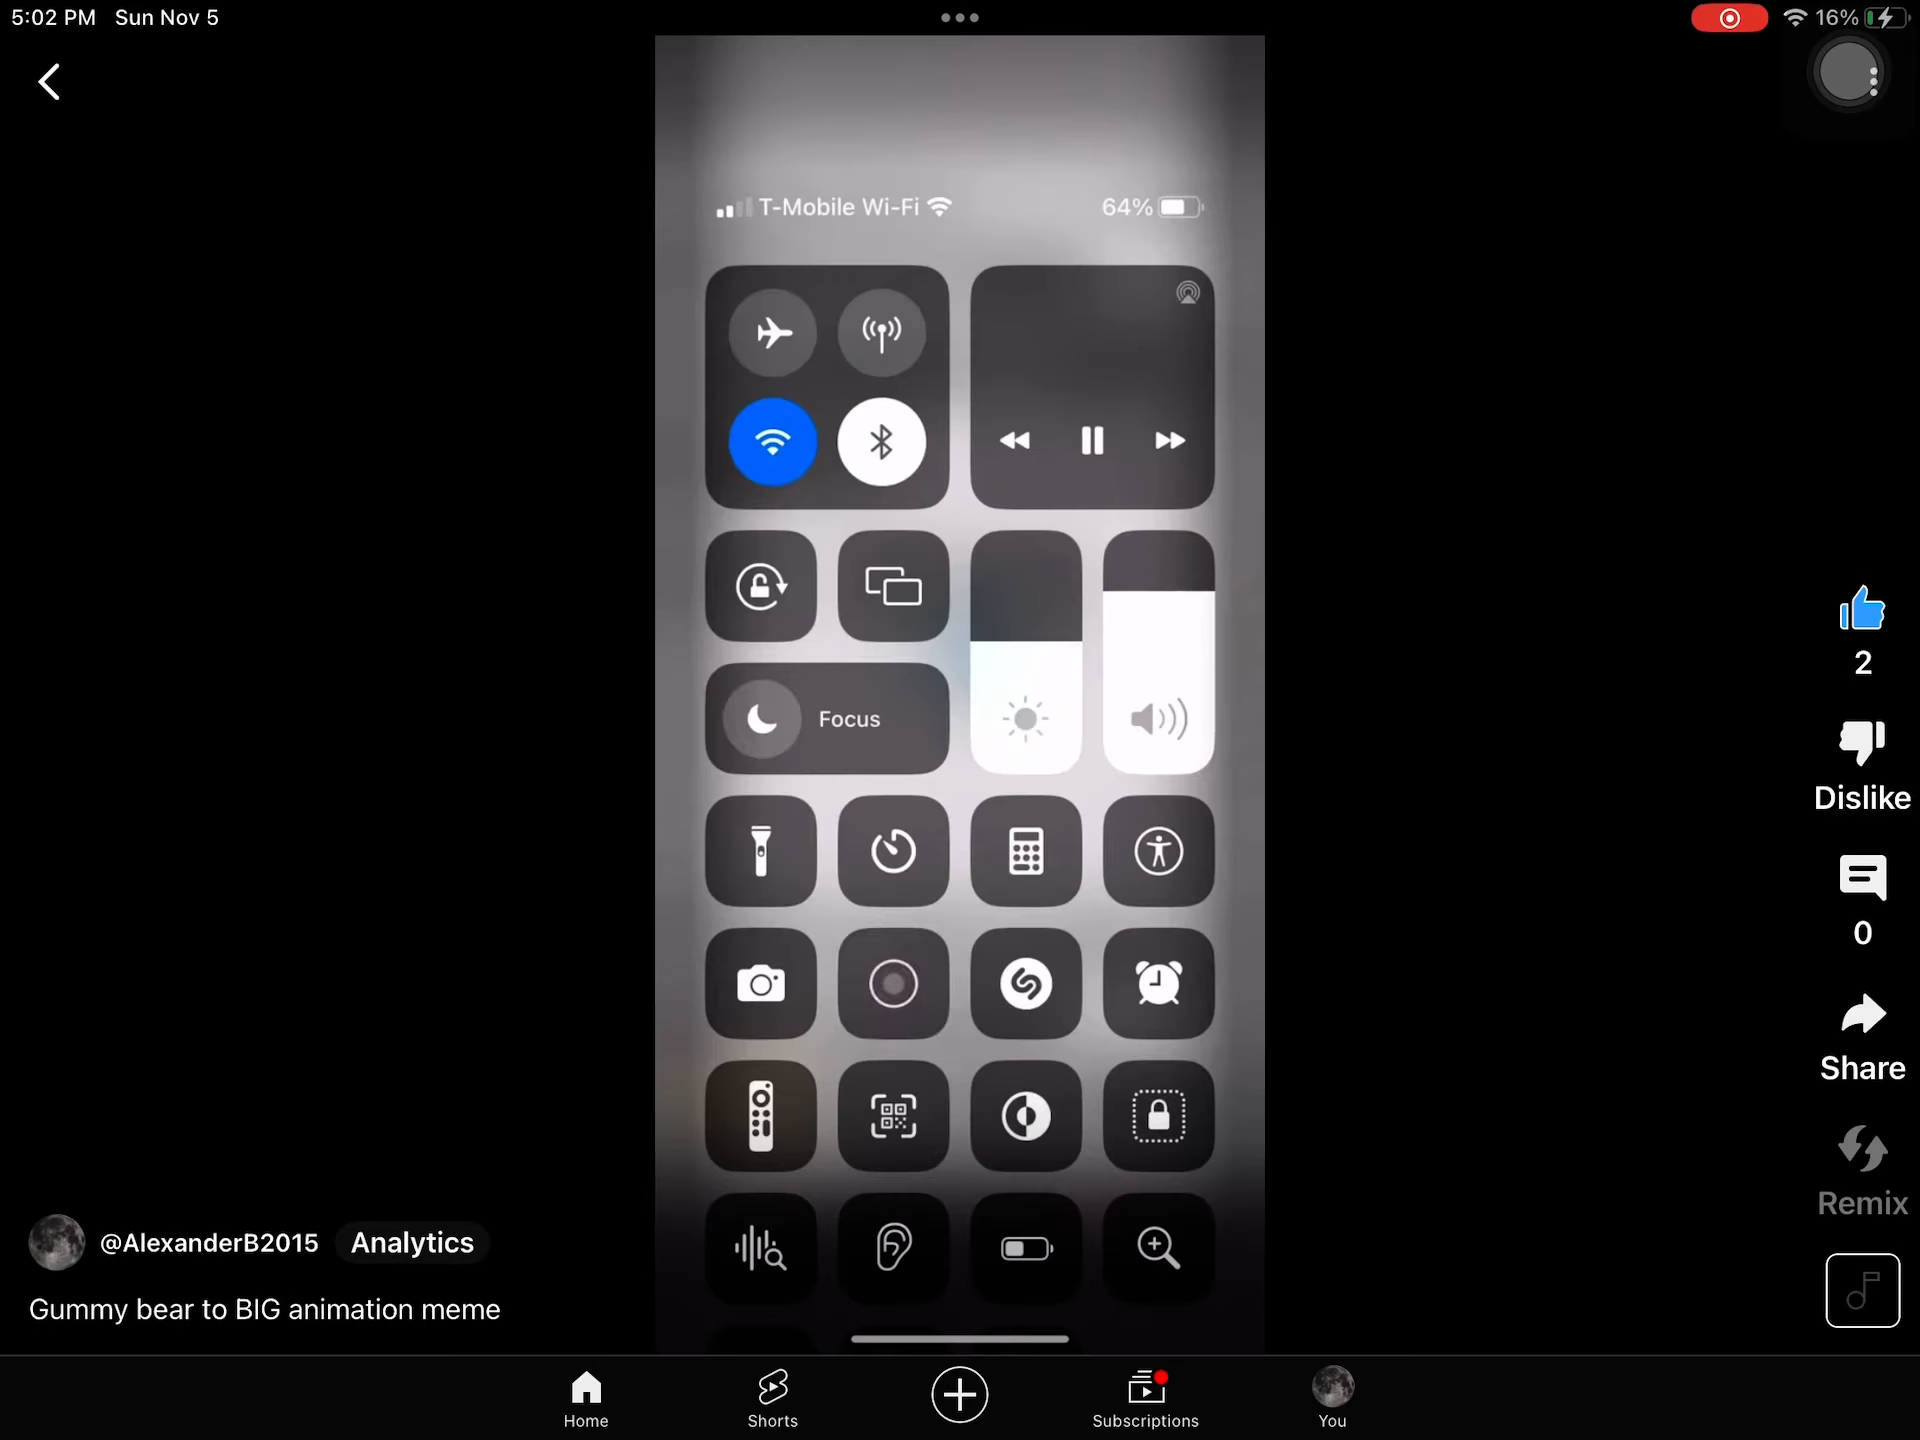 5:02 PM Sun Nov 5
16%
T-Mobile Wi-Fi 64%
Focus
2
Dislike
0
Share
Remix
@AlexanderB2015 Analytics
Gummy bear to BIG animation meme
Home Shorts Subscriptions You